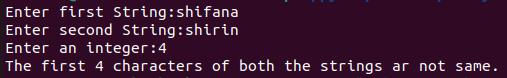 Enter first String:shifana
Enter second String:shirin
Enter an integer:4
The first 4 characters of both the strings ar not same.